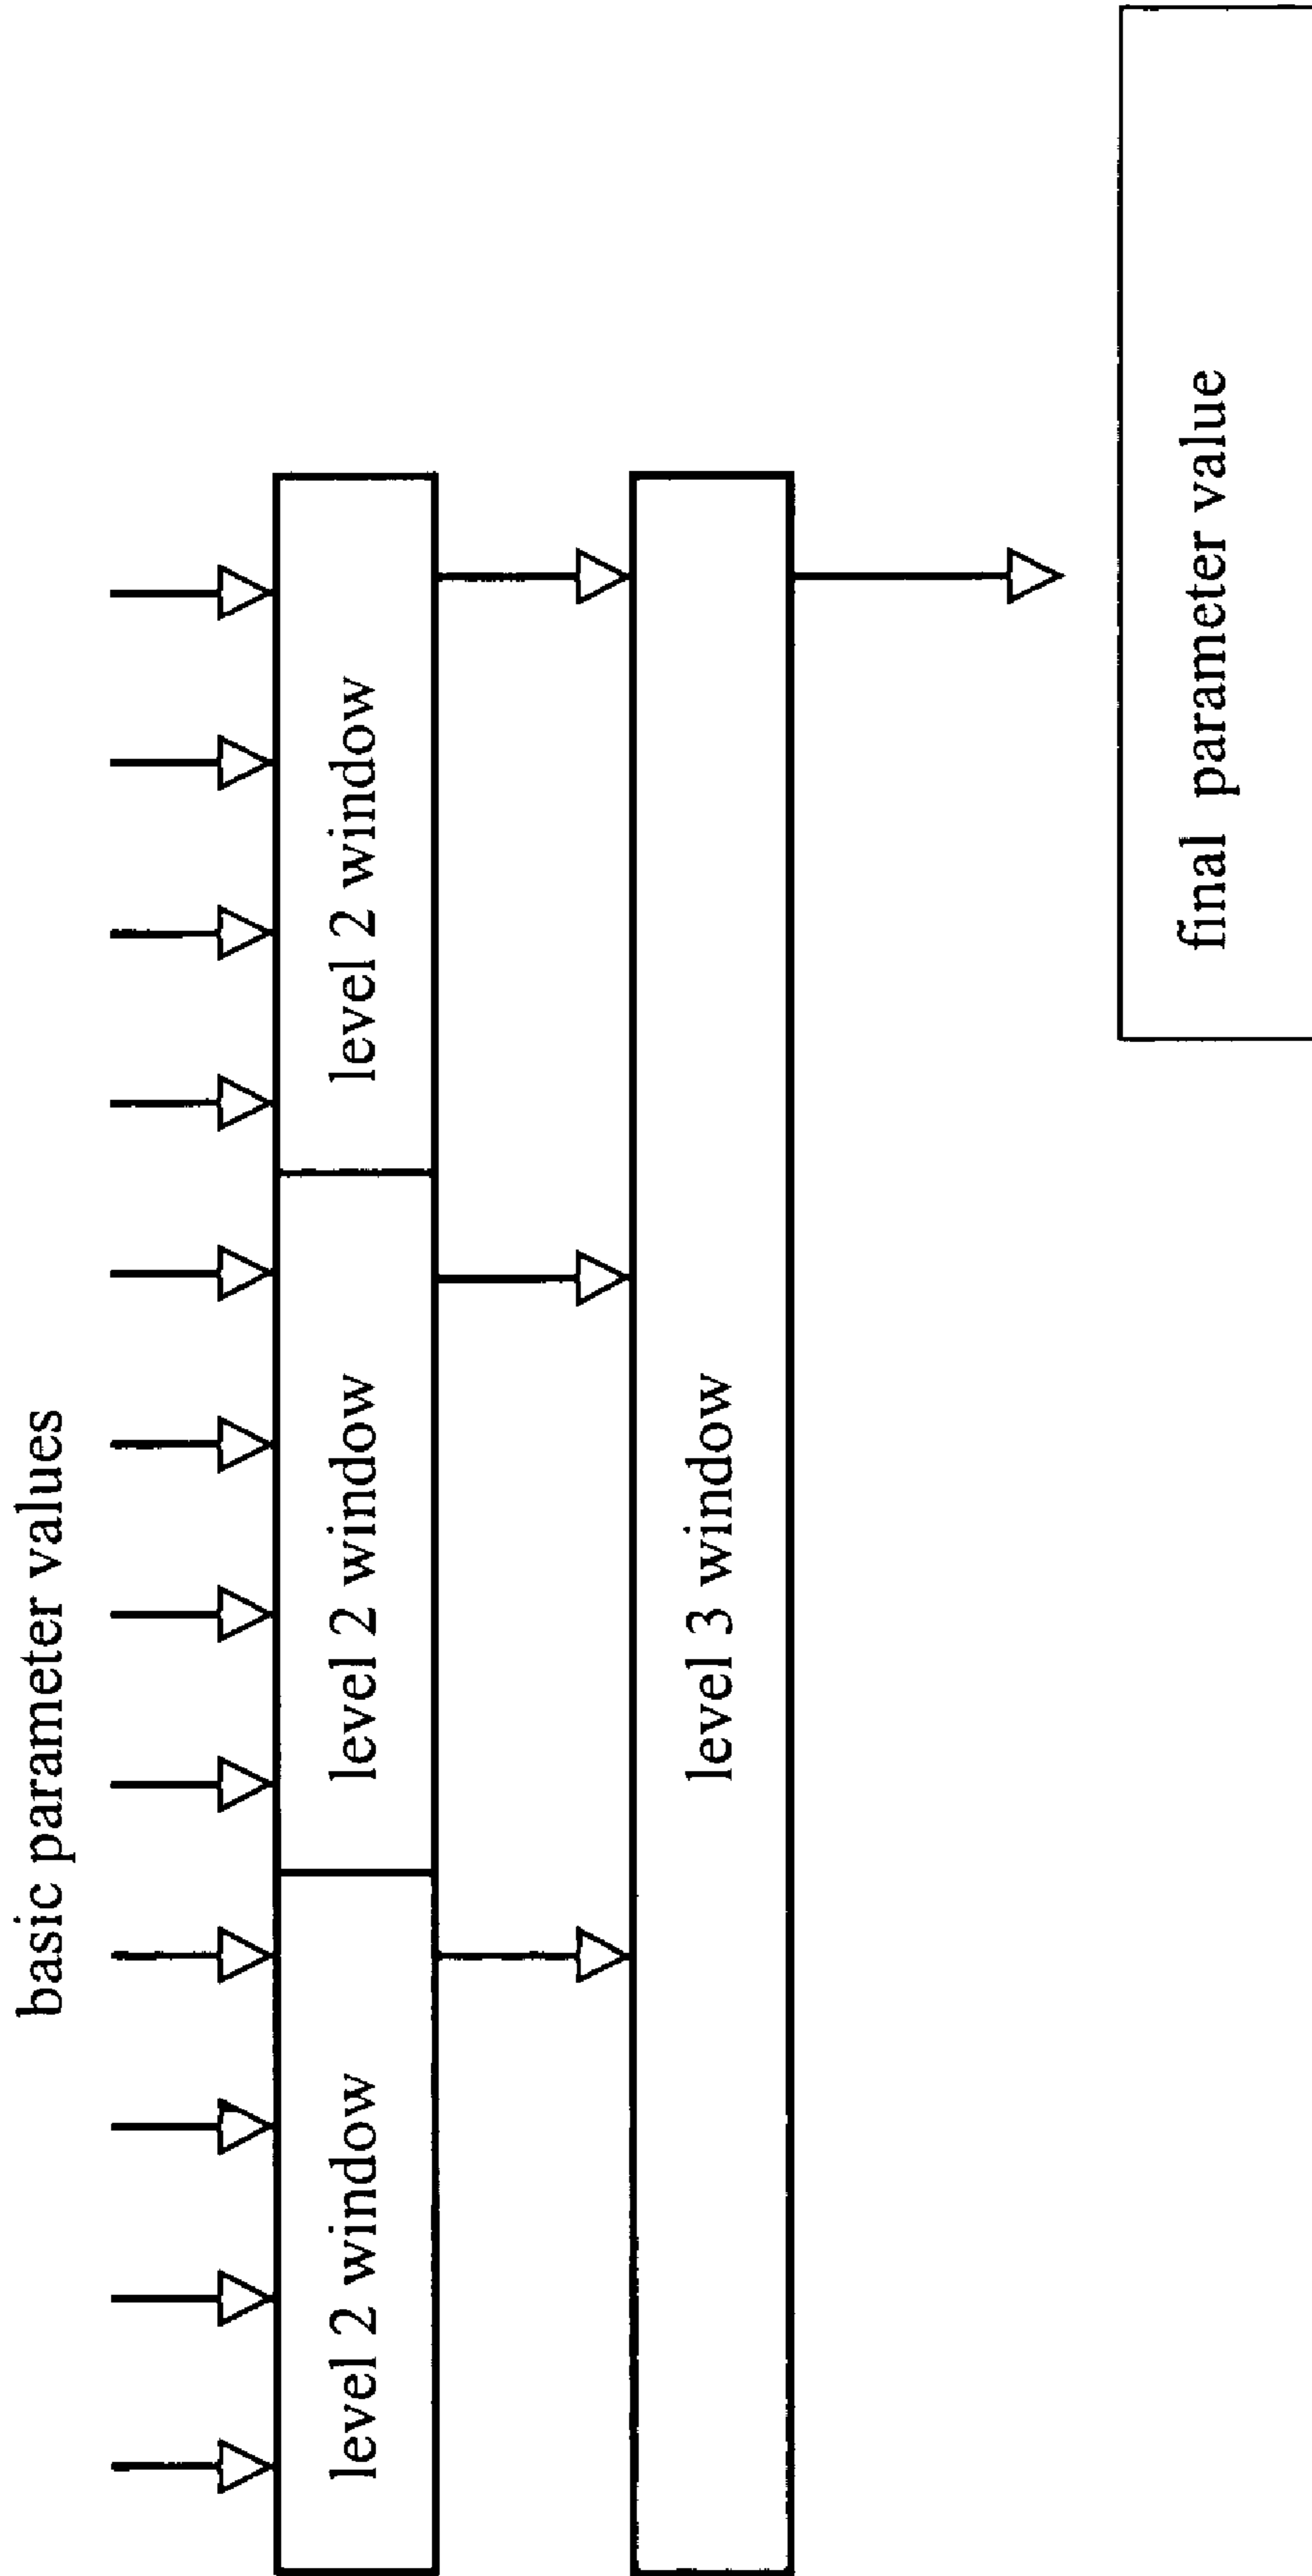 basic parameter values
level 2 window
level 2 window
level 2 window
level 3 window
final parameter value